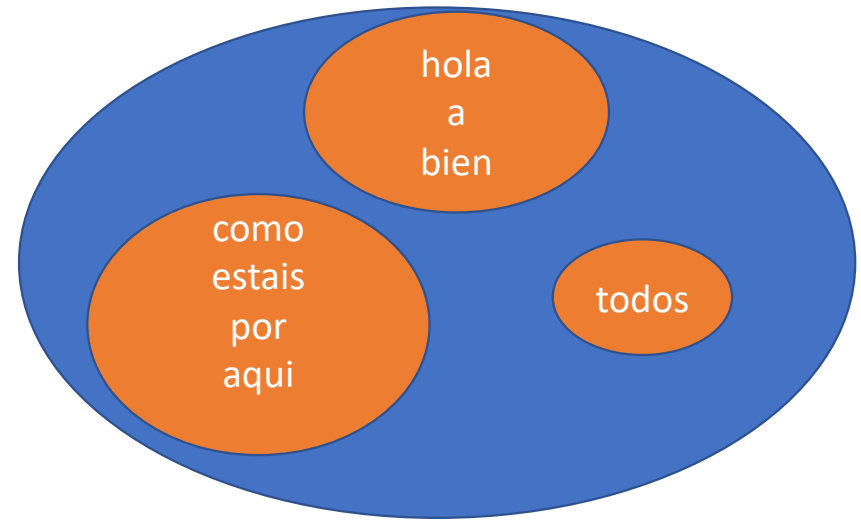 hola
a
bien
como
estais
por
aqui
todos